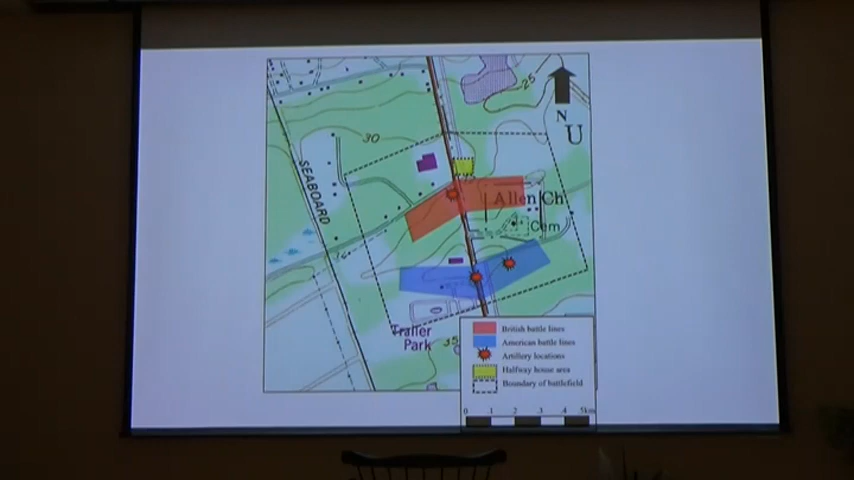 25
N
30
U
SEABOARD
Allen Ch
Cem
Trailer
Park
35
British battle lines
American battle lines
Artillery locations
Halfway house area
Boundary of battlefield
0 .1 .2 .3 .4 .5km